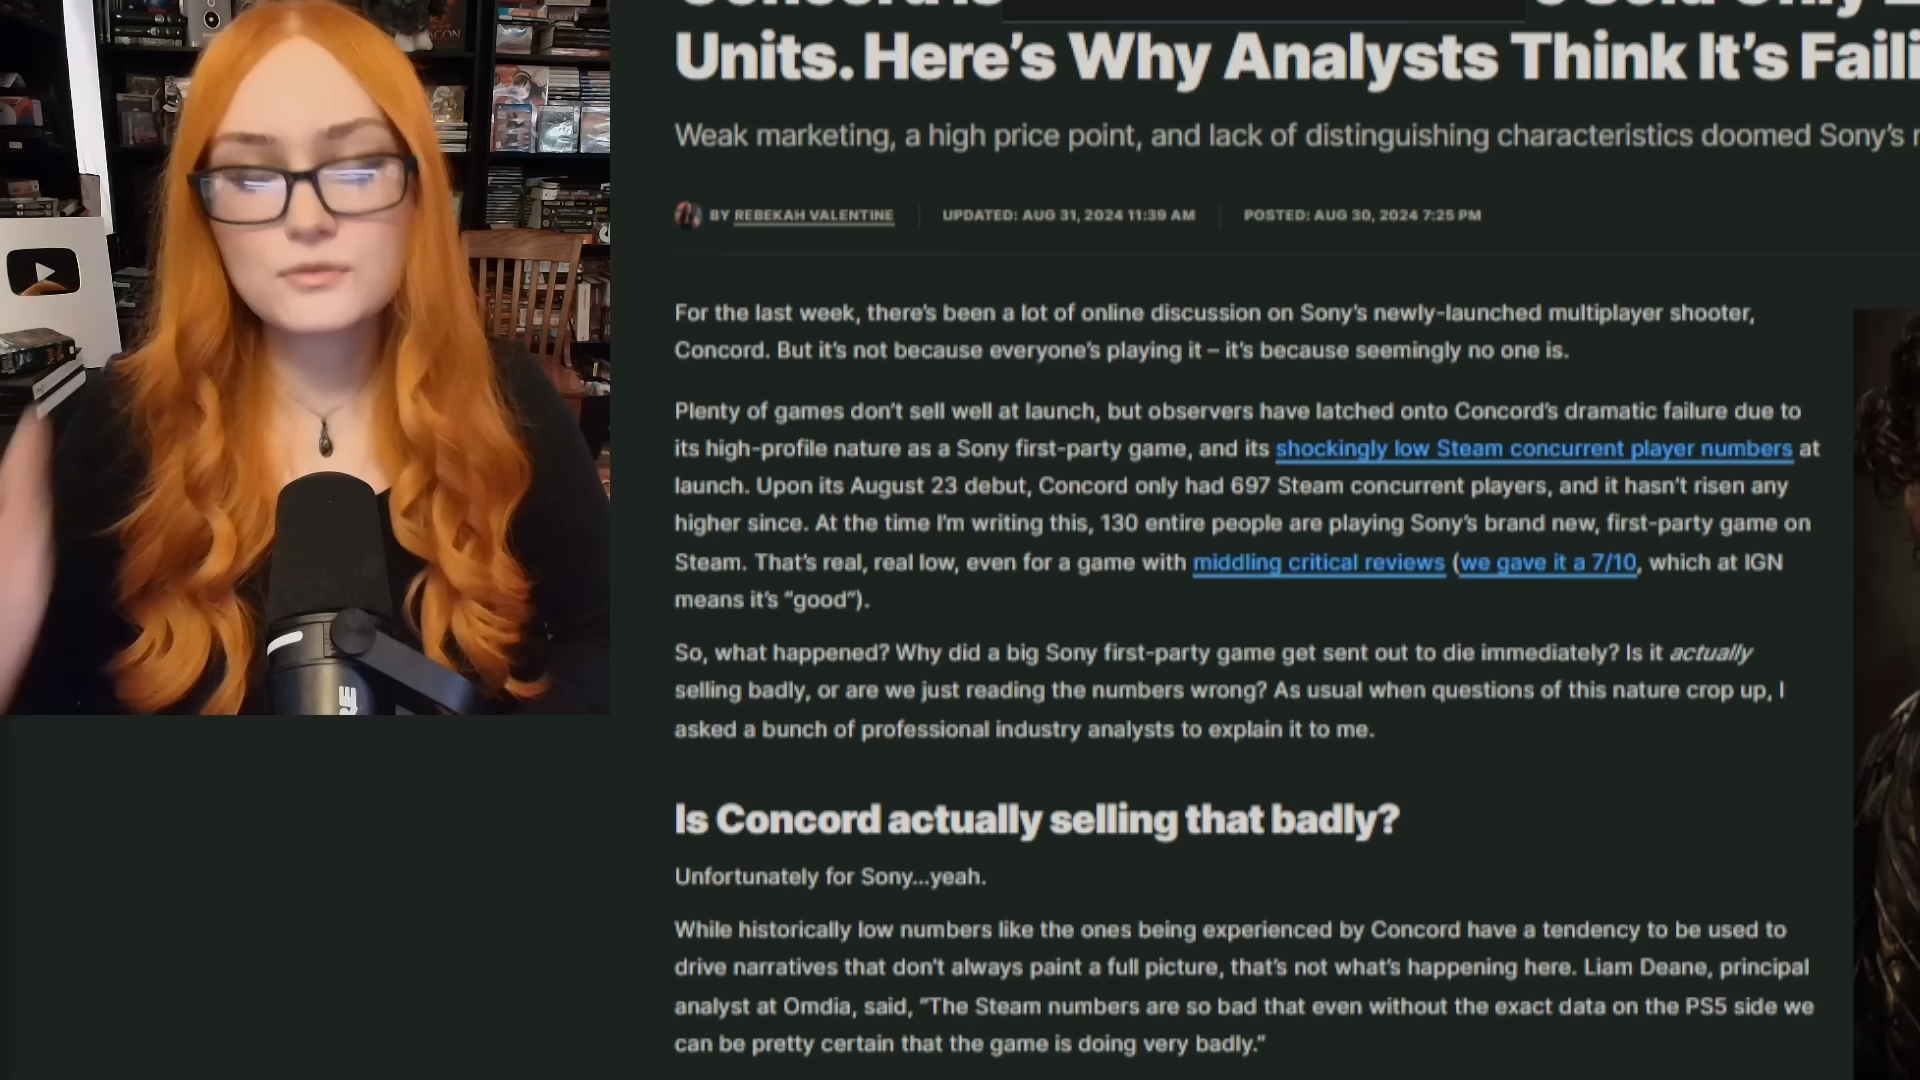 Units. Here's Why Analysts Think It's Faili
Weak marketing, a high price point, and lack of distinguishing characteristics doomed Sony's
BY REBEKAH VALENTINE UPDATED: AUG 31, 2024 11:39 AM POSTED: AUG 30, 2024 7:25 PM
For the last week, there's been a lot of online discussion on Sony's newly-launched multiplayer shooter,
Concord. But it's not because everyone's playing it – it's because seemingly no one is.
Plenty of games don't sell well at launch, but observers have latched onto Concord's dramatic failure due to
its high-profile nature as a Sony first-party game, and its shockingly low Steam concurrent player numbers at
launch. Upon its August 23 debut, Concord only had 697 Steam concurrent players, and it hasn't risen any
higher since. At the time I'm writing this, 130 entire people are playing Sony's brand new, first-party game on
Steam. That's real, real low, even for a game with middling critical reviews (we gave it a 7/10, which at IGN
means it's "good").
So, what happened? Why did a big Sony first-party game get sent out to die immediately? Is it actually
selling badly, or are we just reading the numbers wrong? As usual when questions of this nature crop up, I
asked a bunch of professional industry analysts to explain it to me.
Is Concord actually selling that badly?
Unfortunately for Sony...yeah.
While historically low numbers like the ones being experienced by Concord have a tendency to be used to
drive narratives that don't always paint a full picture, that's not what's happening here. Liam Deane, principal
analyst at Omdia, said, "The Steam numbers are so bad that even without the exact data on the PS5 side we
can be pretty certain that the game is doing very badly."